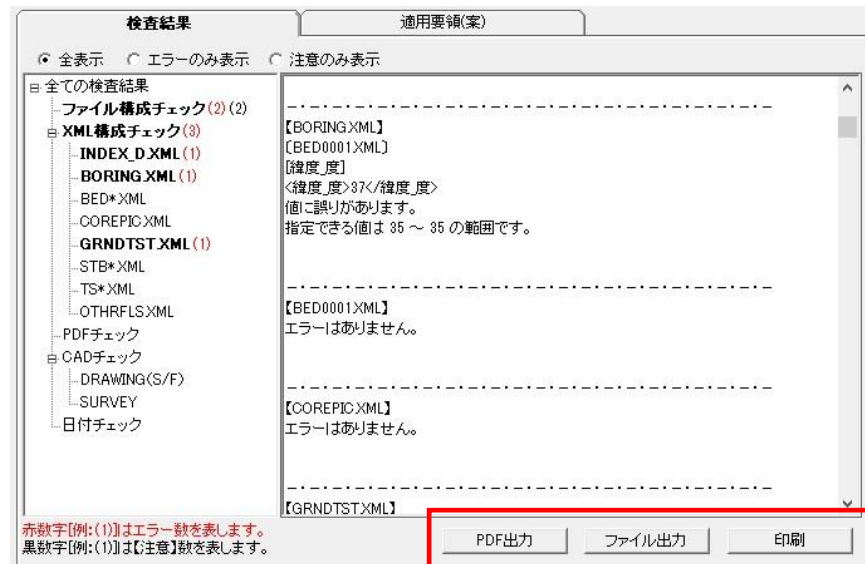 検査結果
適用要領(案)
全表示 エラーのみ表示 注意のみ表示
全ての検査結果
ファイル構成チェック(2)(2)
XML構成チェック(3)
INDEX_D.XML(1)
BORING.XML(1)
BED*.XML
COREPIC.XML
GRNDTST.XML(1)
STB*.XML
TS*.XML
OTHRFLS.XML
PDFチェック
CADチェック
DRAWING(S/F)
SURVEY
日付チェック
【BORING.XML】
〔BED0001.XML〕
[緯度_度]
<緯度_度>37</緯度_度>
値に誤りがあります。
指定できる値は 35 ～ 35 の範囲です。
【BED0001.XML】
エラーはありません。
【COREPIC.XML】
エラーはありません。
【GRNDTST.XML】
赤数字[例:(1)]はエラー数を表します。
黒数字[例:(1)]は【注意】数を表します。
PDF出力 ファイル出力 印刷